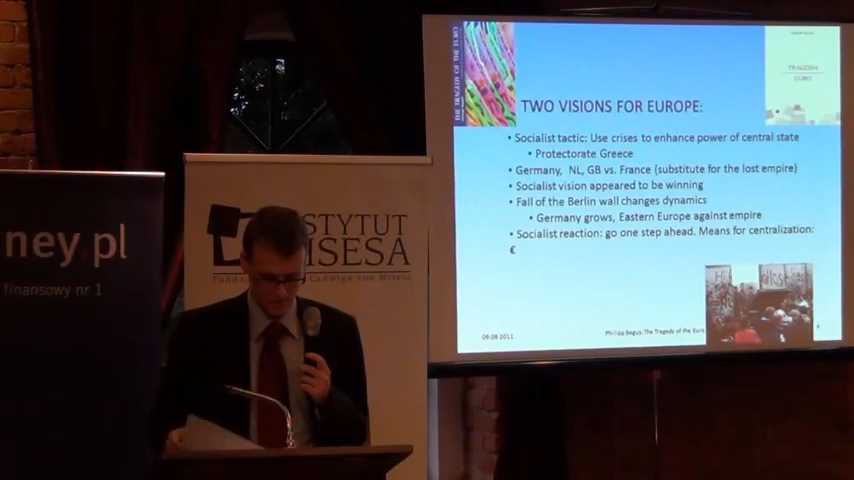 ney.pl
finansowy nr 1
STYTUT
MISESA
Ludwiga von Misesa
THE TRAGEDY OF THE EURO
TRAGEDIA
EURO
TWO VISIONS FOR EUROPE:
• Socialist tactic: Use crises to enhance power of central state
• Protectorate Greece
• Germany, NL, GB vs. France (substitute for the lost empire)
• Socialist vision appeared to be winning
• Fall of the Berlin wall changes dynamics
• Germany grows, Eastern Europe against empire
• Socialist reaction: go one step ahead. Means for centralization:
€
09.09.2011
Philipp Bagus: The Tragedy of the Euro